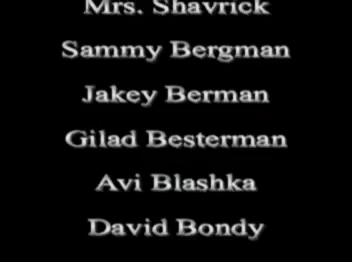 Mrs. Shavrick
Sammy Bergman
Jakey Berman
Gilad Besterman
Avi Blashka
David Bondy